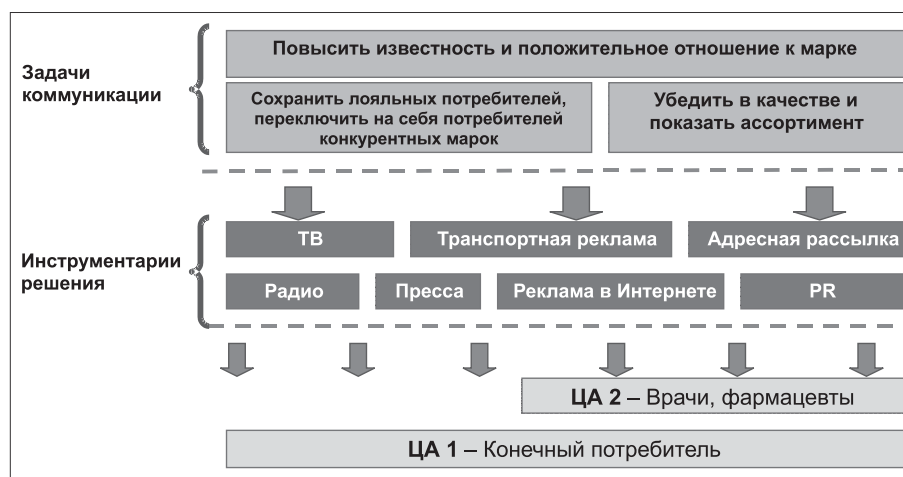 Задачи
коммуникации
Повысить известность и положительное отношение к марке
Сохранить лояльных потребителей,
переключить на себя потребителей
конкурентных марок
Убедить в качестве и
показать ассортимент
Инструментарии
решения
ТВ
Транспортная реклама
Адресная рассылка
Радио
Пресса
Реклама в Интернете
PR
ЦА 2 – Врачи, фармацевты
ЦА 1 – Конечный потребитель